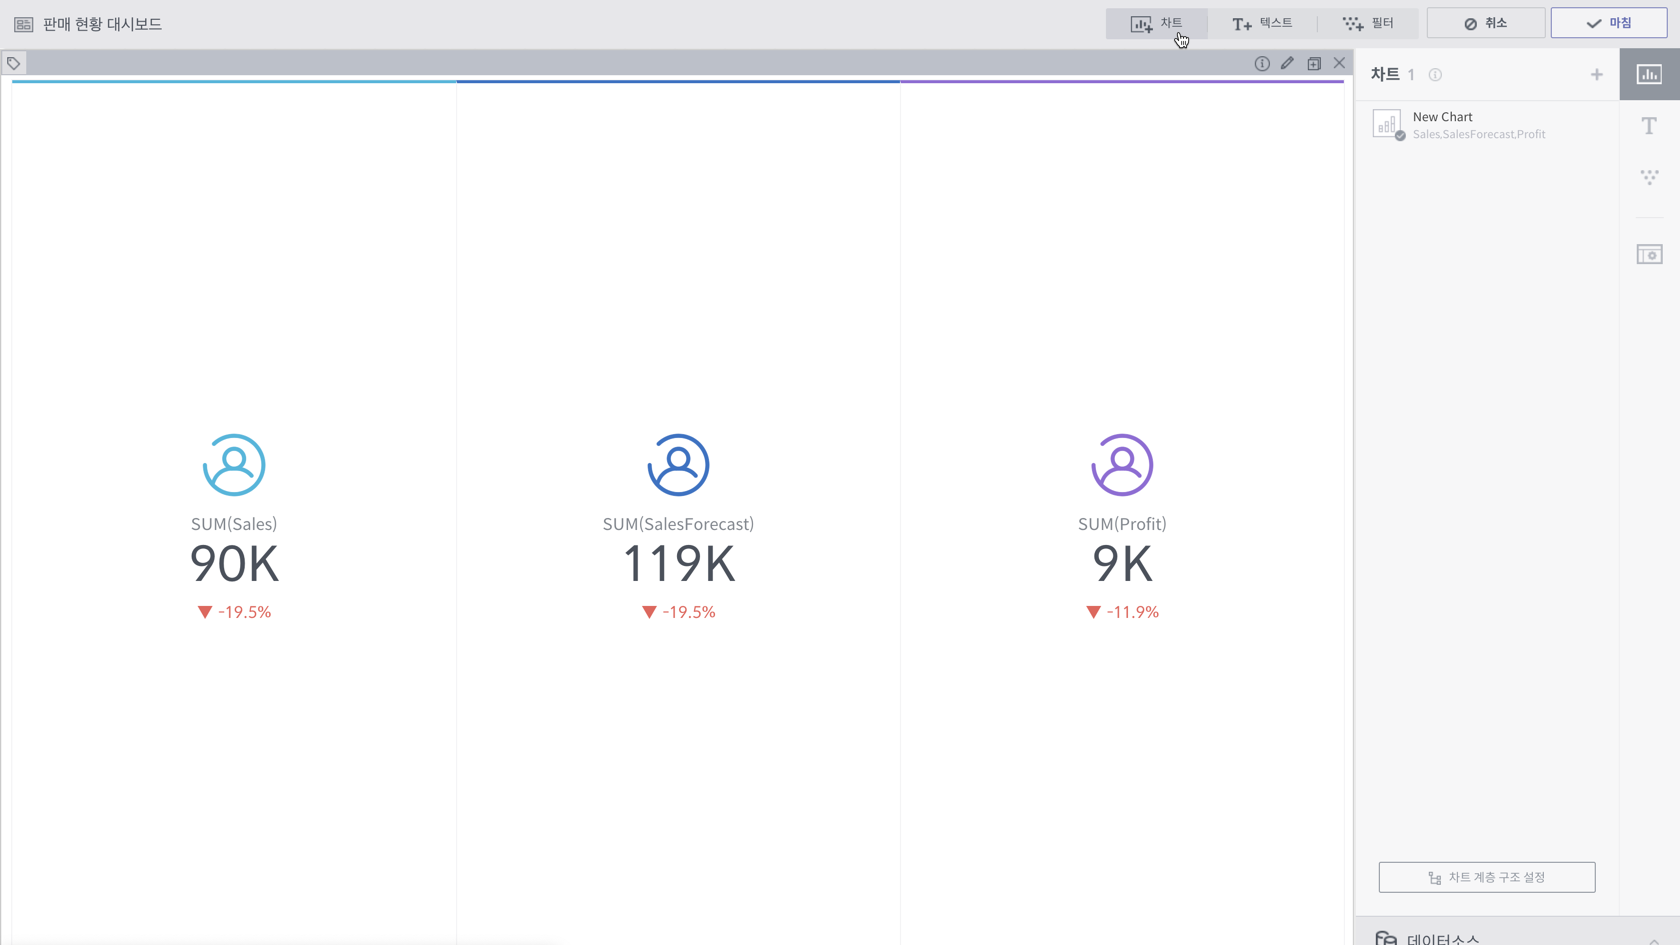 판매 현황 대시보드
차트
T+ 텍스트
필터
취소
마침
차트 1
New Chart
Sales,SalesForecast,Profit
T
SUM(Sales)
90K
▼ -19.5%
SUM(SalesForecast)
119K
▼ -19.5%
SUM(Profit)
9K
▼ -11.9%
차트 계층 구조 설정
데이터소스